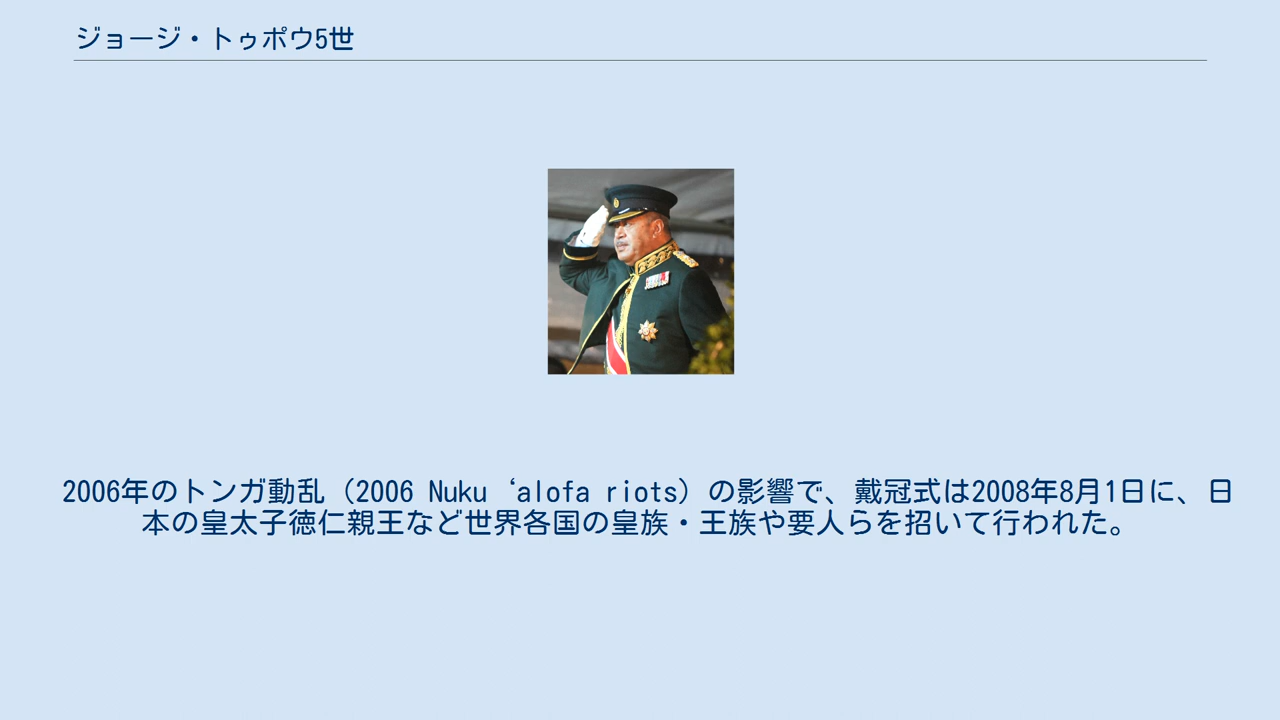 ジョージ・トゥポウ5世
2006年のトンガ動乱（2006 Nukuʻalofa riots）の影響で、戴冠式は2008年8月1日に、日
本の皇太子徳仁親王など世界各国の皇族・王族や要人らを招いて行われた。